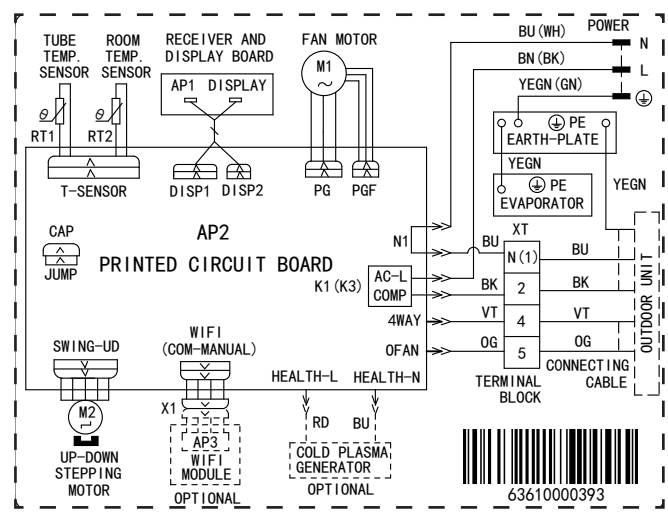 TUBE TEMP. SENSOR
ROOM TEMP. SENSOR
RECEIVER AND DISPLAY BOARD
FAN MOTOR
POWER
BU(WH)
N
BN(BK)
L
YEGN(GN)
AP1 DISPLAY
M1
θ
RT1
θ
RT2
PE
EARTH-PLATE
YEGN
PE
EVAPORATOR
YEGN
T-SENSOR
DISP1
DISP2
PG
PGF
CAP
JUMP
AP2
PRINTED CIRCUIT BOARD
N1
BU
XT
N(1)
BU
AC-L
COMP
K1(K3)
BK
2
BK
4WAY
VT
4
VT
OFAN
OG
5
OG
OUTDOOR UNIT
CONNECTING CABLE
TERMINAL BLOCK
SWING-UD
WIFI
(COM-MANUAL)
HEALTH-L
HEALTH-N
M2
UP-DOWN
STEPPING
MOTOR
X1
AP3
WIFI
MODULE
OPTIONAL
RD
BU
COLD PLASMA
GENERATOR
OPTIONAL
63610000393